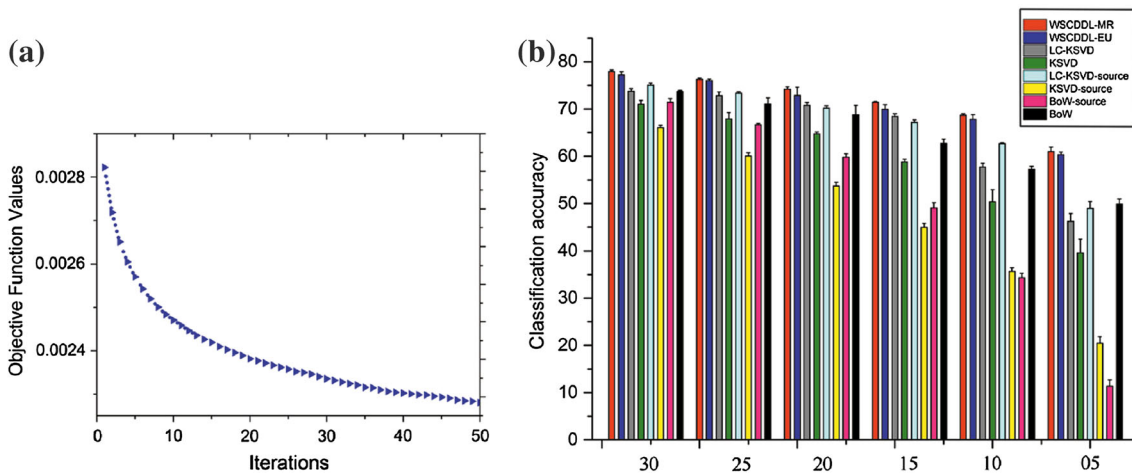 (a)
Objective Function Values
0.0028
0.0026
0.0024
0
10
20
30
40
50
Iterations
(b)
WSCDDL-MR
WSCDDL-EU
LC-KSVD
KSVD
LC-KSVD-source
KSVD-source
BoW-source
BoW
Classification accuracy
80
70
60
50
40
30
20
10
0
30
25
20
15
10
05